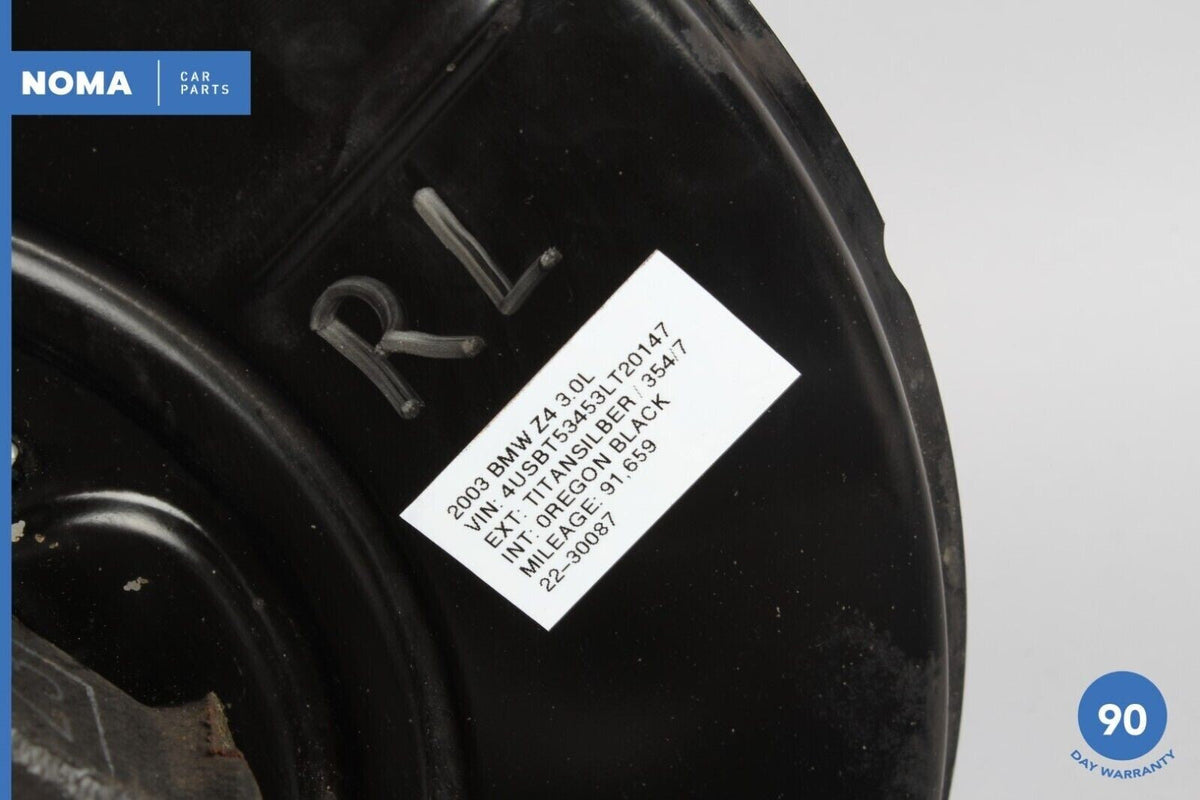 NOMA
CAR
PARTS
RL
2003 BMW Z4 3.0L
VIN: 4USBT53453LT20147
EXT: TITANSILBER / 354/7
INT: OREGON BLACK
MILEAGE: 91,659
22-30087
90
DAY WARRANTY